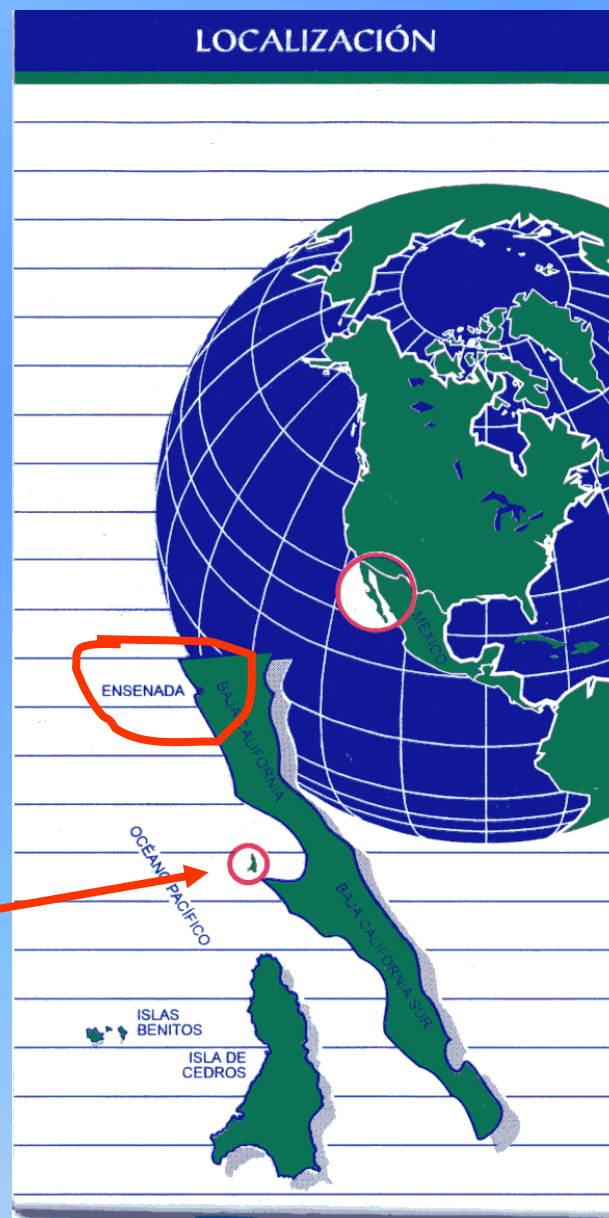 LOCALIZACIÓN
MEXICO
ENSENADA
BAJA CALIFORNIA
OCÉANO PACÍFICO
BAJA CALIFORNIA SUR
ISLAS
BENITOS
ISLA DE
CEDROS